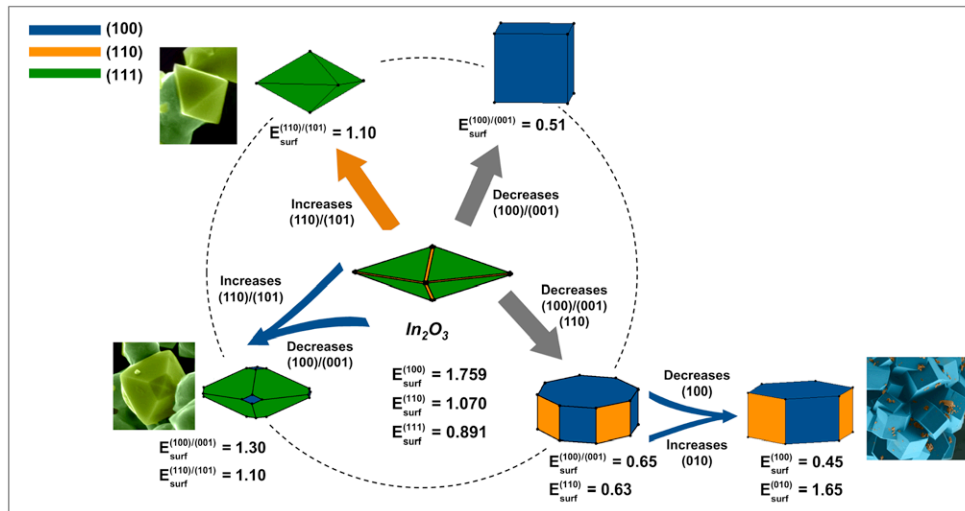 (100)
(110)
(111)
E_surf^(110)/(101) = 1.10
E_surf^(100)/(001) = 0.51
Increases
(110)/(101)
Decreases
(100)/(001)
Increases
(110)/(101)
Decreases
(100)/(001)
In₂O₃
Decreases
(100)/(001)
(110)
E_surf^(100) = 1.759
E_surf^(110) = 1.070
E_surf^(111) = 0.891
E_surf^(100)/(001) = 1.30
E_surf^(110)/(101) = 1.10
E_surf^(100)/(001) = 0.65
E_surf^(110) = 0.63
Decreases
(100)
Increases
(010)
E_surf^(100) = 0.45
E_surf^(010) = 1.65